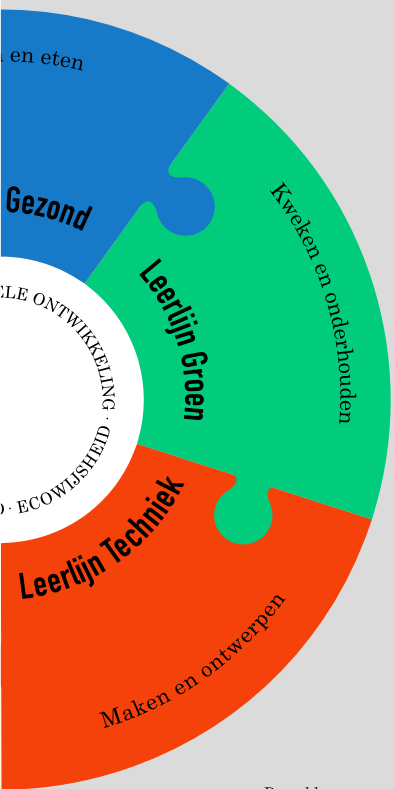 en eten
Gezond
Kweken en onderhouden
Leerlijn Groen
ONTWIKKELING ·
· ECOWIJSHEID ·
Leerlijn Techniek
Maken en ontwerpen